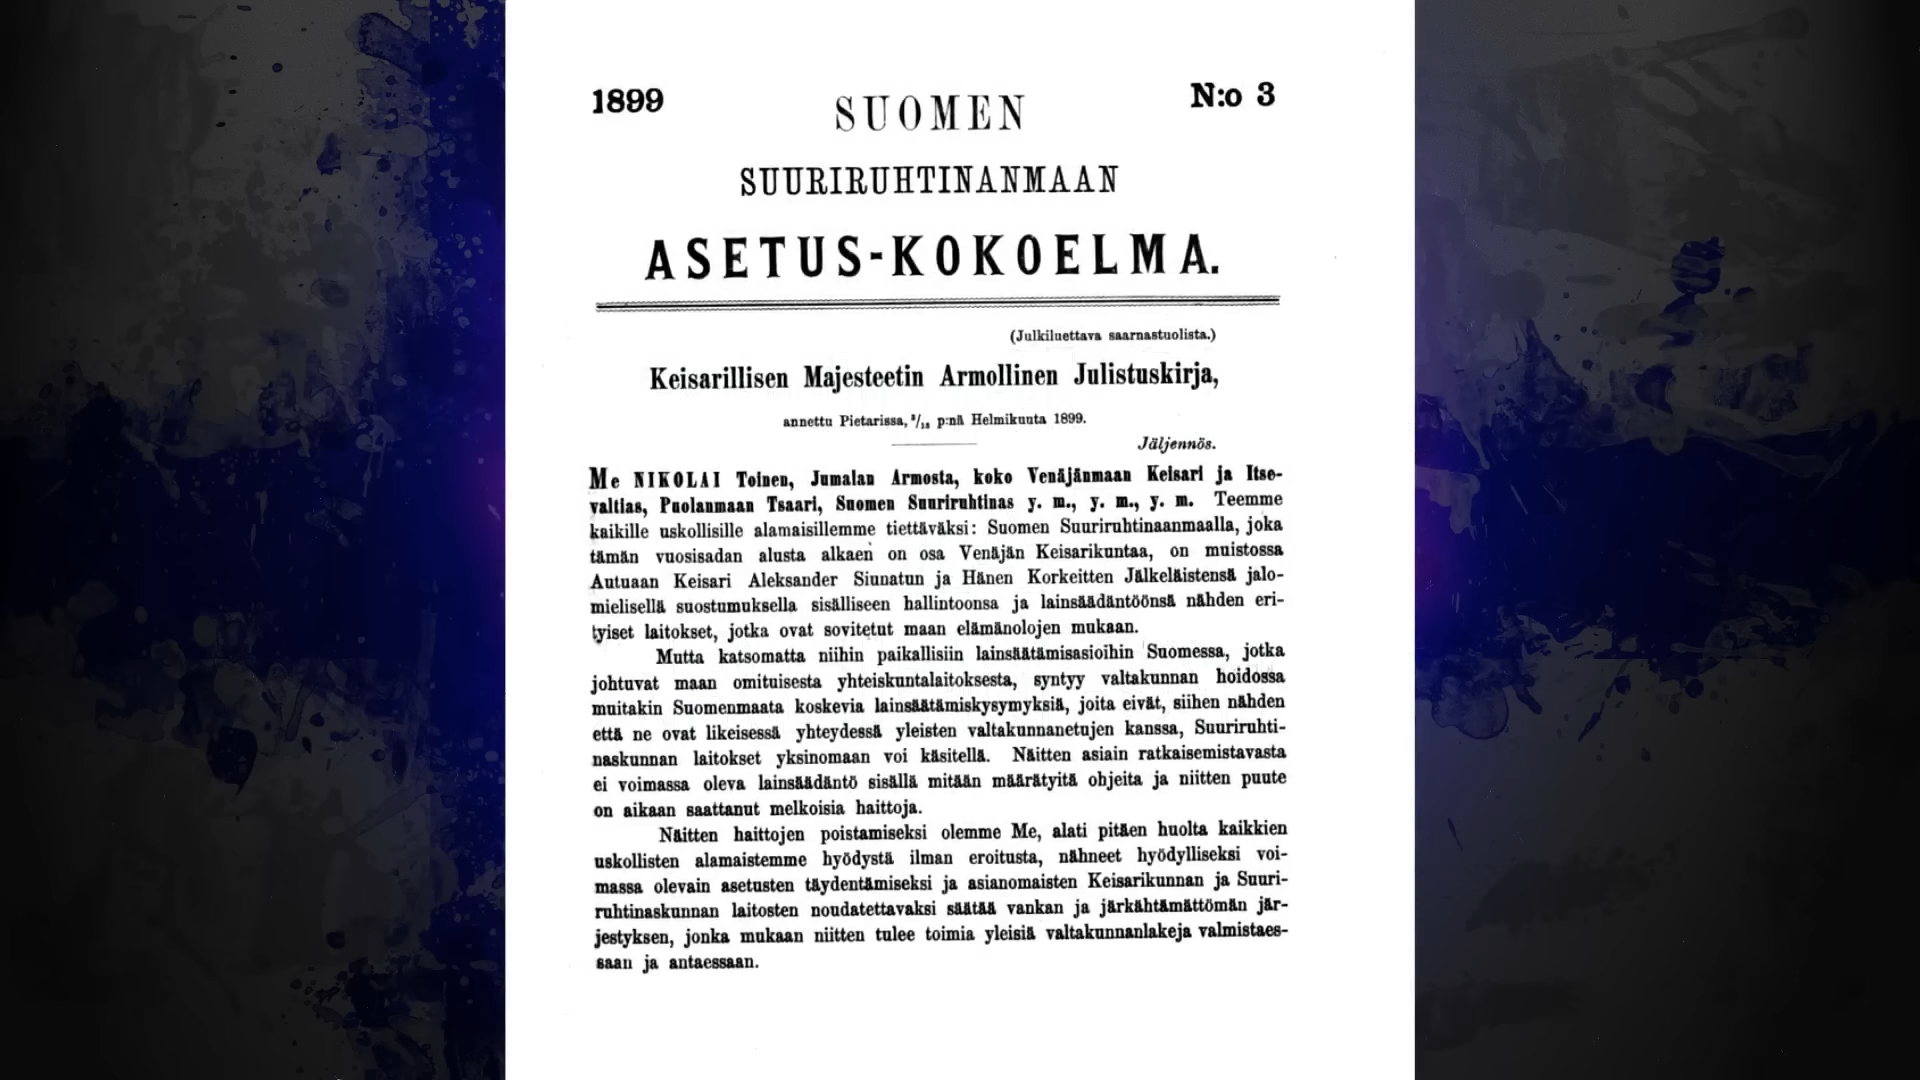 1899
N:o 3
SUOMEN
SUURIRUHTINANMAAN
ASETUS-KOKOELMA.
(Julkiluettava saarnastuolista.)
Keisarillisen Majesteetin Armollinen Julistuskirja,
annettu Pietarissa, 3/15 p:nä Helmikuuta 1899.
Jäljennös.
Me NIKOLAI Toinen, Jumalan Armosta, koko Venäjänmaan Keisari ja Itse-
valtias, Puolanmaan Tsaari, Suomen Suuriruhtinas y. m., y. m., y. m. Teemme
kaikille uskollisille alamaisillemme tiettäväksi: Suomen Suuriruhtinaanmaalla, joka
tämän vuosisadan alusta alkaen on osa Venäjän Keisarikuntaa, on muistossa
Autuaan Keisari Aleksander Siunatun ja Hänen Korkeitten Jälkeläistensä jalo-
mielisellä suostumuksella sisälliseen hallintoonsa ja lainsäädäntöönsä nähden eri-
tyiset laitokset, jotka ovat sovitetut maan elämänolojen mukaan.
Mutta katsomatta niihin paikallisiin lainsäätämisasioihin Suomessa, jotka
johtuvat maan omituisesta yhteiskuntalaitoksesta, syntyy valtakunnan hoidossa
muitakin Suomenmaata koskevia lainsäätämiskysymyksiä, joita eivät, siihen nähden
että ne ovat likeisessä yhteydessä yleisten valtakunnanetujen kanssa, Suuriruhti-
naskunnan laitokset yksinomaan voi käsitellä. Näitten asiain ratkaisemistavasta
ei voimassa oleva lainsäädäntö sisällä mitään määrätyitä ohjeita ja niitten puute
on aikaan saattanut melkoisia haittoja.
Näitten haittojen poistamiseksi olemme Me, alati pitäen huolta kaikkien
uskollisten alamaistemme hyödystä ilman eroitusta, nähneet hyödylliseksi voi-
massa olevain asetusten täydentämiseksi ja asianomaisten Keisarikunnan ja Suuri-
ruhtinaskunnan laitosten noudatettavaksi säätää vankan ja järkähtämättömän jär-
jestyksen, jonka mukaan niitten tulee toimia yleisiä valtakunnanlakeja valmistaes-
saan ja antaessaan.